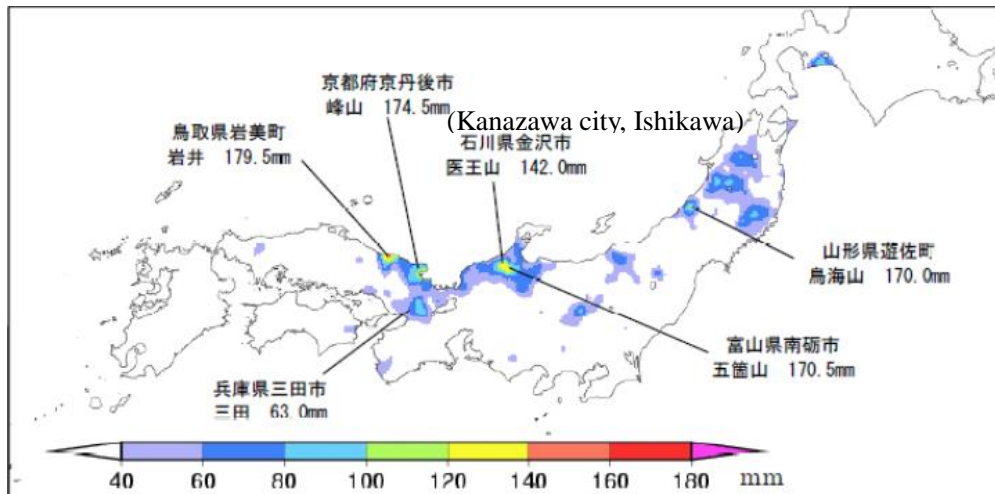 京都府京丹後市
峰山 174.5mm
(Kanazawa city, Ishikawa)
鳥取県岩美町
岩井 179.5mm
石川県金沢市
医王山 142.0mm
山形県遊佐町
鳥海山 170.0mm
富山県南砺市
五箇山 170.5mm
兵庫県三田市
三田 63.0mm
40 60 80 100 120 140 160 180 mm